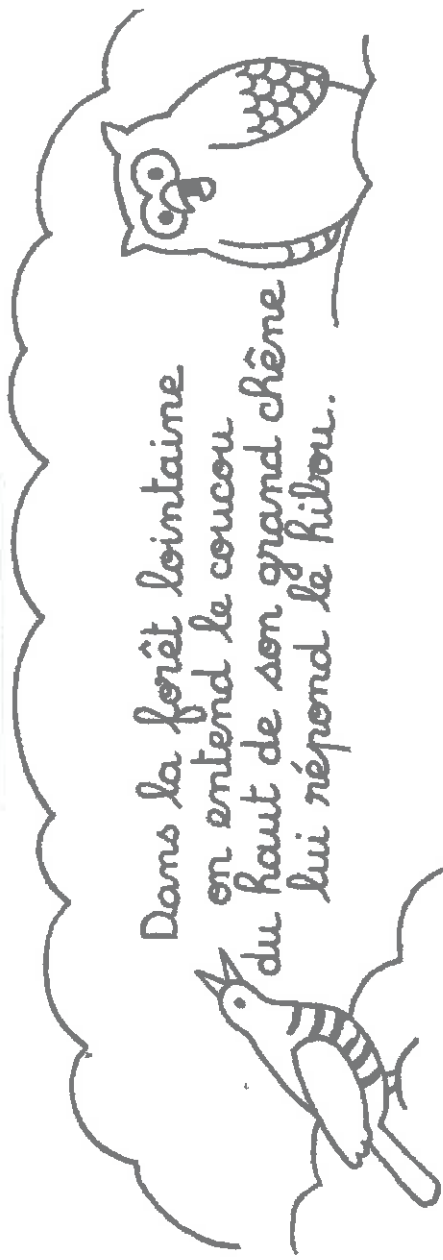 Dans la forêt lointaine
on entend le coucou
du haut de son grand chêne
lui répond le hibou.